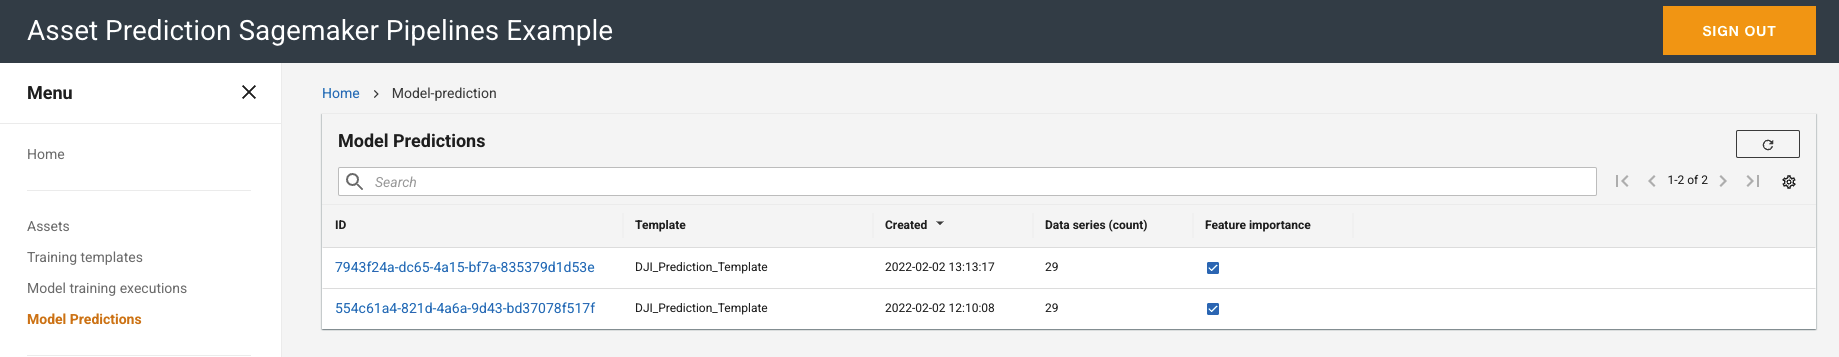 Asset Prediction Sagemaker Pipelines Example
SIGN OUT
Menu
Home
Assets
Training templates
Model training executions
Model Predictions
Home > Model-prediction
Model Predictions
Search
1-2 of 2
ID Template Created Data series (count) Feature importance
7943f24a-dc65-4a15-bf7a-835379d1d53e DJI_Prediction_Template 2022-02-02 13:13:17 29
554c61a4-821d-4a6a-9d43-bd37078f517f DJI_Prediction_Template 2022-02-02 12:10:08 29